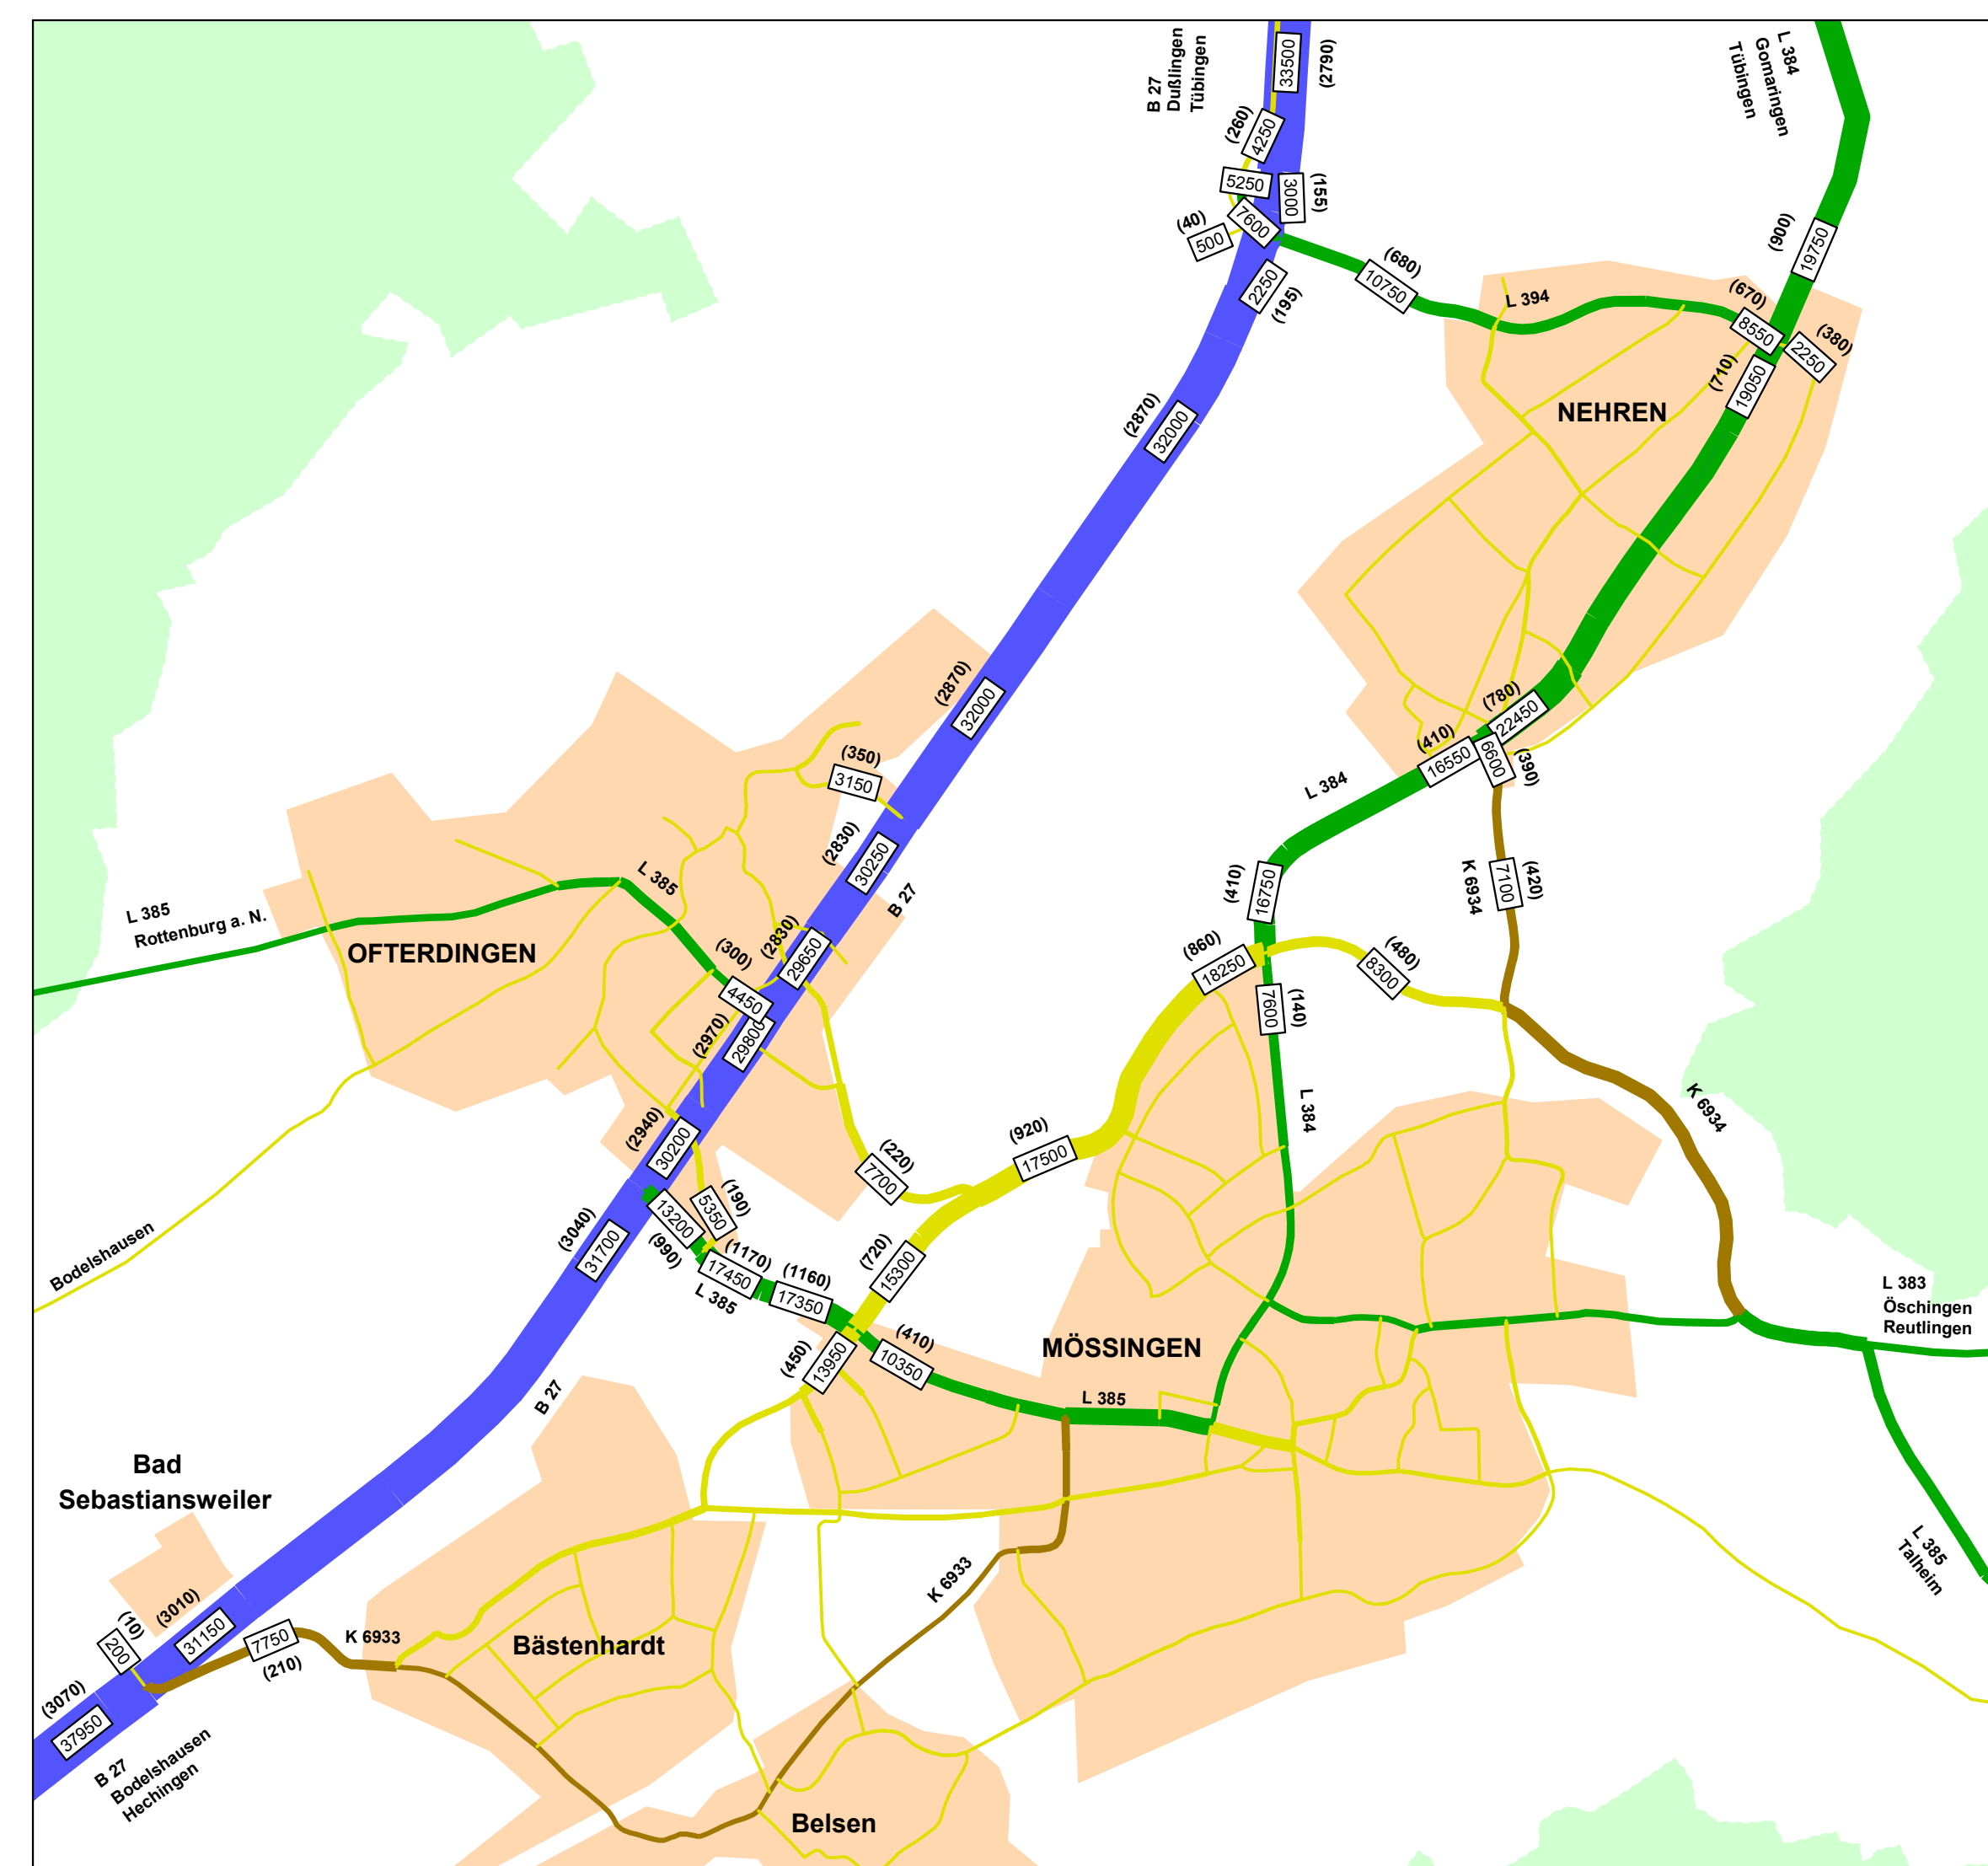 B 27
Dußlingen
Tübingen
33500
(2790)
L 384
Gomaringen
Tübingen
(260)
4250
5250
3000
(155)
(40)
500
7600
2250
(195)
(680)
10750
(900)
19750
L 394
(670)
8550
(380)
2250
(710)
19050
NEHREN
(2870)
32000
(2870)
32000
(780)
22450
(410)
16550
6600
(390)
L 384
(350)
3150
(2830)
30250
B 27
(410)
16750
K 6934
7100
(420)
L 385
L 385
Rottenburg a. N.
OFTERDINGEN
(300)
4450
(2830)
29650
(2970)
29800
(860)
18250
(480)
8300
7600
(140)
L 384
K 6934
(2940)
30200
(920)
17500
(220)
7700
(190)
5350
13200
(990)
(3040)
31700
(1170)
17450
L 385
(1160)
17350
(720)
15300
Bodelshausen
(410)
10350
(450)
13950
MÖSSINGEN
L 383
Öschingen
Reutlingen
L 385
B 27
Bad
Sebastiansweiler
L 385
Talheim
K 6933
(10)
200
(3010)
31150
7750
(210)
K 6933
Bästenhardt
(3070)
37950
B 27
Bodelshausen
Hechingen
Belsen